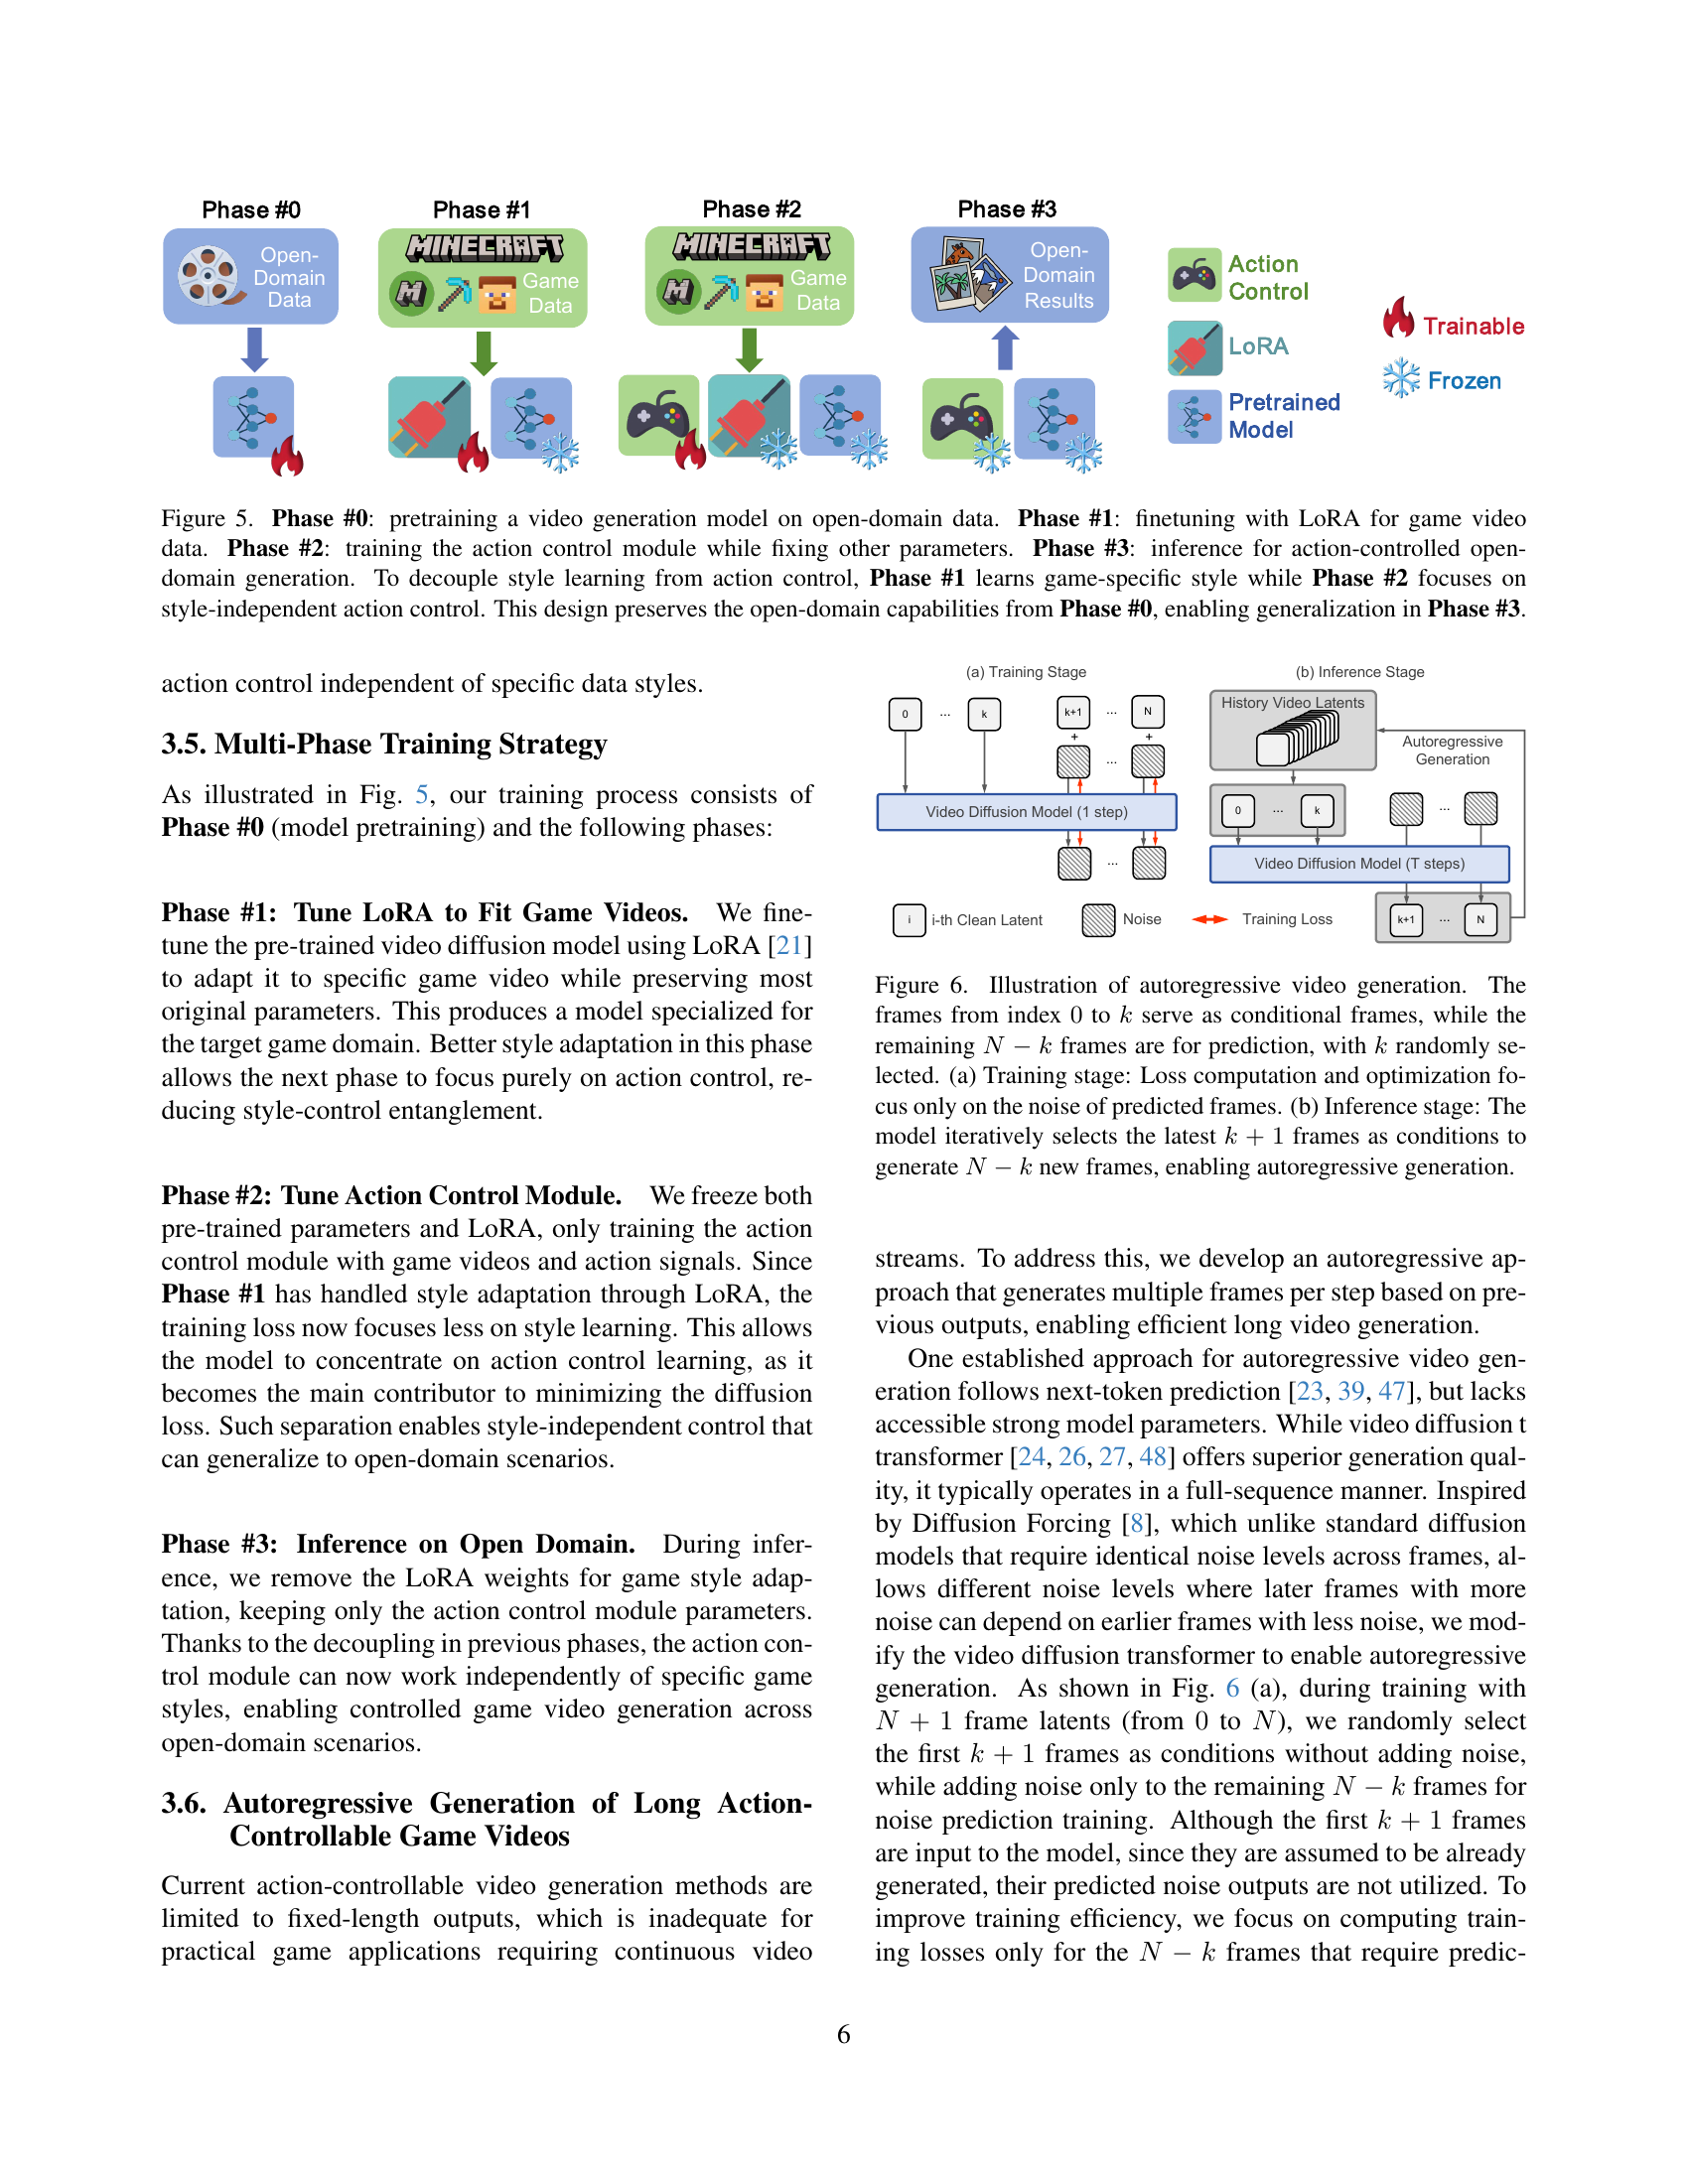 Phase #0
Phase #1
Phase #2
Phase #3
Open-
Domain
Data
MINECRAFT
Game
Data
MINECRAFT
Game
Data
Open-
Domain
Results
Action
Control
LoRA
Pretrained
Model
Trainable
Frozen
Figure 5. Phase #0: pretraining a video generation model on open-domain data. Phase #1: finetuning with LoRA for game video
data. Phase #2: training the action control module while fixing other parameters. Phase #3: inference for action-controlled open-
domain generation. To decouple style learning from action control, Phase #1 learns game-specific style while Phase #2 focuses on
style-independent action control. This design preserves the open-domain capabilities from Phase #0, enabling generalization in Phase #3.
action control independent of specific data styles.
3.5. Multi-Phase Training Strategy
As illustrated in Fig. 5, our training process consists of
Phase #0 (model pretraining) and the following phases:
Phase #1: Tune LoRA to Fit Game Videos. We fine-
tune the pre-trained video diffusion model using LoRA [21]
to adapt it to specific game video while preserving most
original parameters. This produces a model specialized for
the target game domain. Better style adaptation in this phase
allows the next phase to focus purely on action control, re-
ducing style-control entanglement.
Phase #2: Tune Action Control Module. We freeze both
pre-trained parameters and LoRA, only training the action
control module with game videos and action signals. Since
Phase #1 has handled style adaptation through LoRA, the
training loss now focuses less on style learning. This allows
the model to concentrate on action control learning, as it
becomes the main contributor to minimizing the diffusion
loss. Such separation enables style-independent control that
can generalize to open-domain scenarios.
Phase #3: Inference on Open Domain. During infer-
ence, we remove the LoRA weights for game style adap-
tation, keeping only the action control module parameters.
Thanks to the decoupling in previous phases, the action con-
trol module can now work independently of specific game
styles, enabling controlled game video generation across
open-domain scenarios.
3.6. Autoregressive Generation of Long Action-
Controllable Game Videos
Current action-controllable video generation methods are
limited to fixed-length outputs, which is inadequate for
practical game applications requiring continuous video
(a) Training Stage
0 ... k k+1 ... N
+ +
...
Video Diffusion Model (1 step)
...
i i-th Clean Latent Noise Training Loss
(b) Inference Stage
History Video Latents
Autoregressive
Generation
0 ... k ...
Video Diffusion Model (T steps)
k+1 ... N
Figure 6. Illustration of autoregressive video generation. The
frames from index 0 to k serve as conditional frames, while the
remaining N − k frames are for prediction, with k randomly se-
lected. (a) Training stage: Loss computation and optimization fo-
cus only on the noise of predicted frames. (b) Inference stage: The
model iteratively selects the latest k + 1 frames as conditions to
generate N − k new frames, enabling autoregressive generation.
streams. To address this, we develop an autoregressive ap-
proach that generates multiple frames per step based on pre-
vious outputs, enabling efficient long video generation.
One established approach for autoregressive video gen-
eration follows next-token prediction [23, 39, 47], but lacks
accessible strong model parameters. While video diffusion t
transformer [24, 26, 27, 48] offers superior generation qual-
ity, it typically operates in a full-sequence manner. Inspired
by Diffusion Forcing [8], which unlike standard diffusion
models that require identical noise levels across frames, al-
lows different noise levels where later frames with more
noise can depend on earlier frames with less noise, we mod-
ify the video diffusion transformer to enable autoregressive
generation. As shown in Fig. 6 (a), during training with
N + 1 frame latents (from 0 to N), we randomly select
the first k + 1 frames as conditions without adding noise,
while adding noise only to the remaining N − k frames for
noise prediction training. Although the first k + 1 frames
are input to the model, since they are assumed to be already
generated, their predicted noise outputs are not utilized. To
improve training efficiency, we focus on computing train-
ing losses only for the N − k frames that require predic-
6